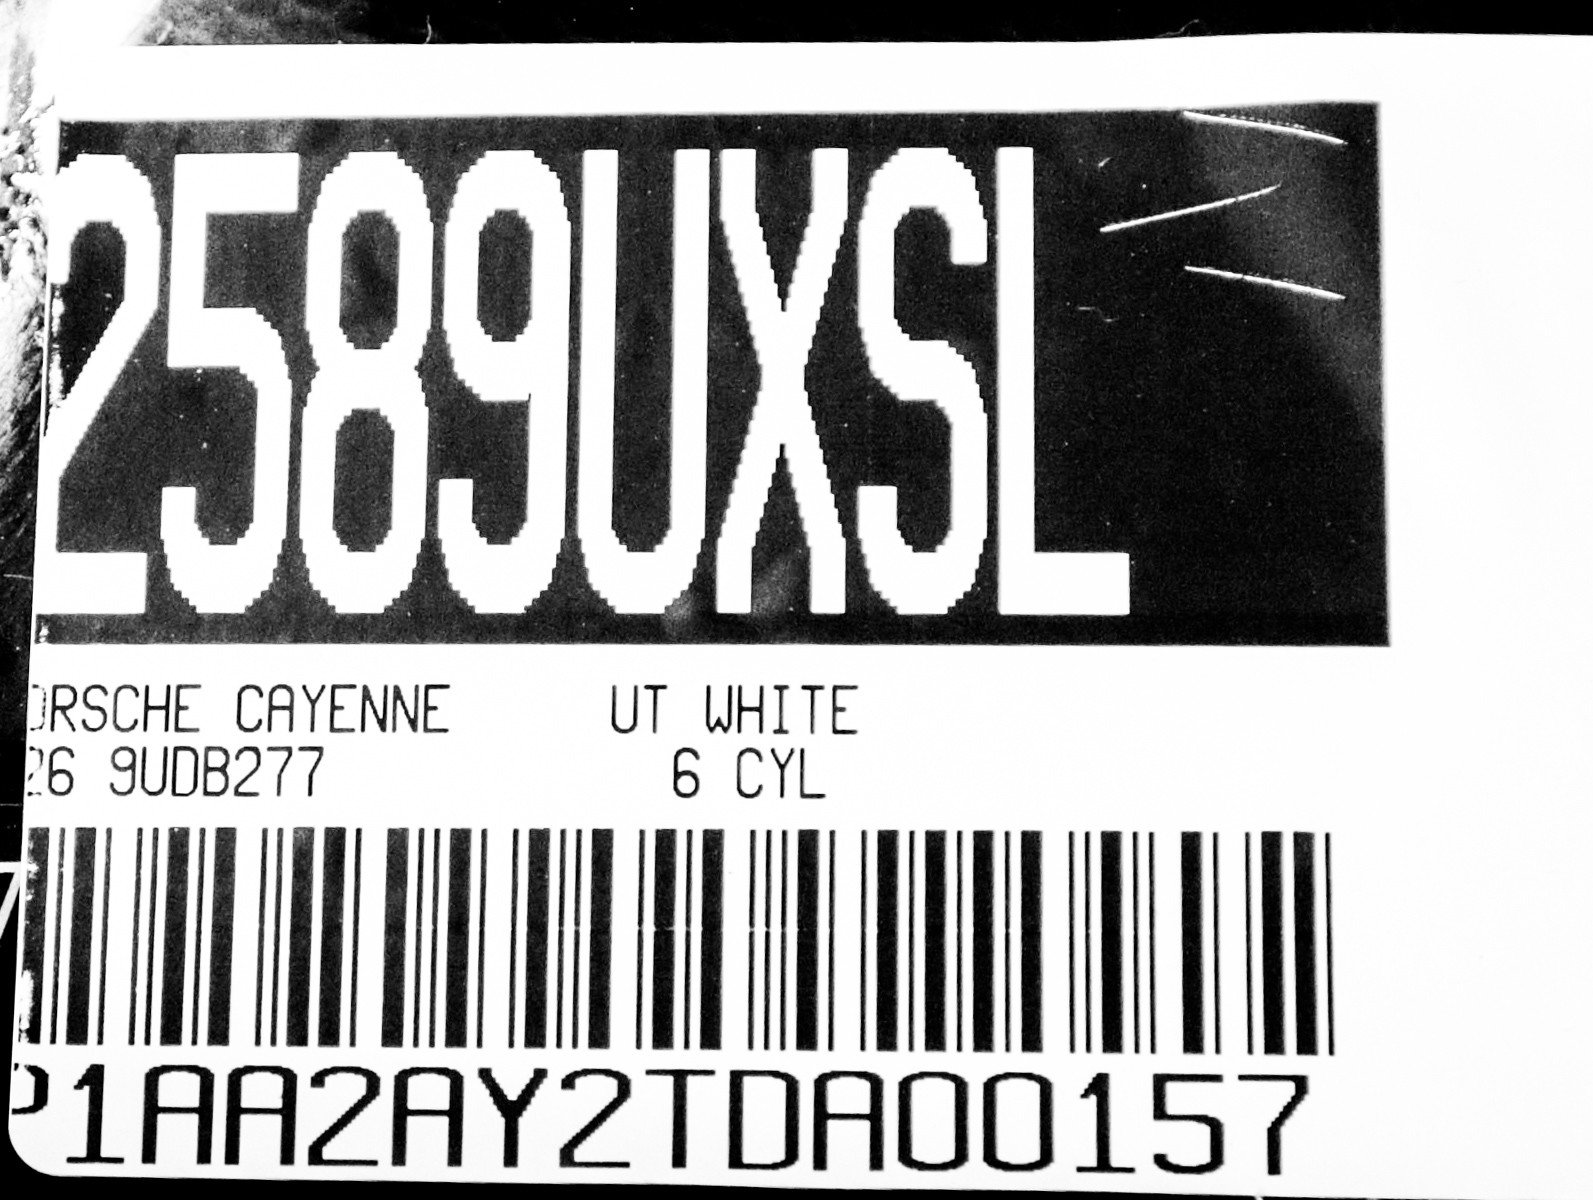 2589UXSL
ORSCHE CAYENNE UT WHITE
26 9UDB277 6 CYL
P1AA2AY2TDA00157